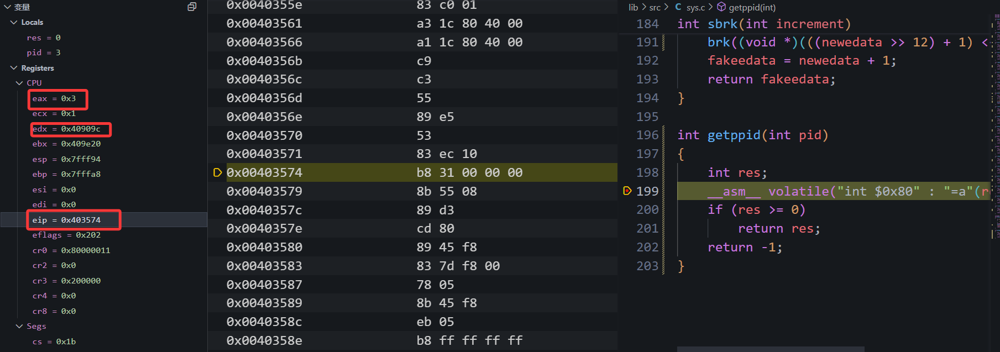 变量
Locals
res = 0
pid = 3
Registers
CPU
eax = 0x3
ecx = 0x1
edx = 0x40909c
ebx = 0x409e20
esp = 0x7fff94
ebp = 0x7fffa8
esi = 0x0
edi = 0x0
eip = 0x403574
eflags = 0x202
cr0 = 0x80000011
cr2 = 0x0
cr3 = 0x200000
cr4 = 0x0
cr8 = 0x0
Segs
cs = 0x1b
0x0040355e 83 c0 01
0x00403561 a3 1c 80 40 00
0x00403566 a1 1c 80 40 00
0x0040356b c9
0x0040356c c3
0x0040356d 55
0x0040356e 89 e5
0x00403570 53
0x00403571 83 ec 10
0x00403574 b8 31 00 00 00
0x00403579 8b 55 08
0x0040357c 89 d3
0x0040357e cd 80
0x00403580 89 45 f8
0x00403583 83 7d f8 00
0x00403587 78 05
0x00403589 8b 45 f8
0x0040358c eb 05
0x0040358e b8 ff ff ff ff
lib > src > C sys.c > getppid(int)
184 int sbrk(int increment)
191 brk((void *)(((newedata >> 12) + 1) <
192 fakeedata = newedata + 1;
193 return fakeedata;
194 }
195
196 int getppid(int pid)
197 {
198 int res;
199 __asm__ volatile("int $0x80" : "=a"(r
200 if (res >= 0)
201 return res;
202 return -1;
203 }